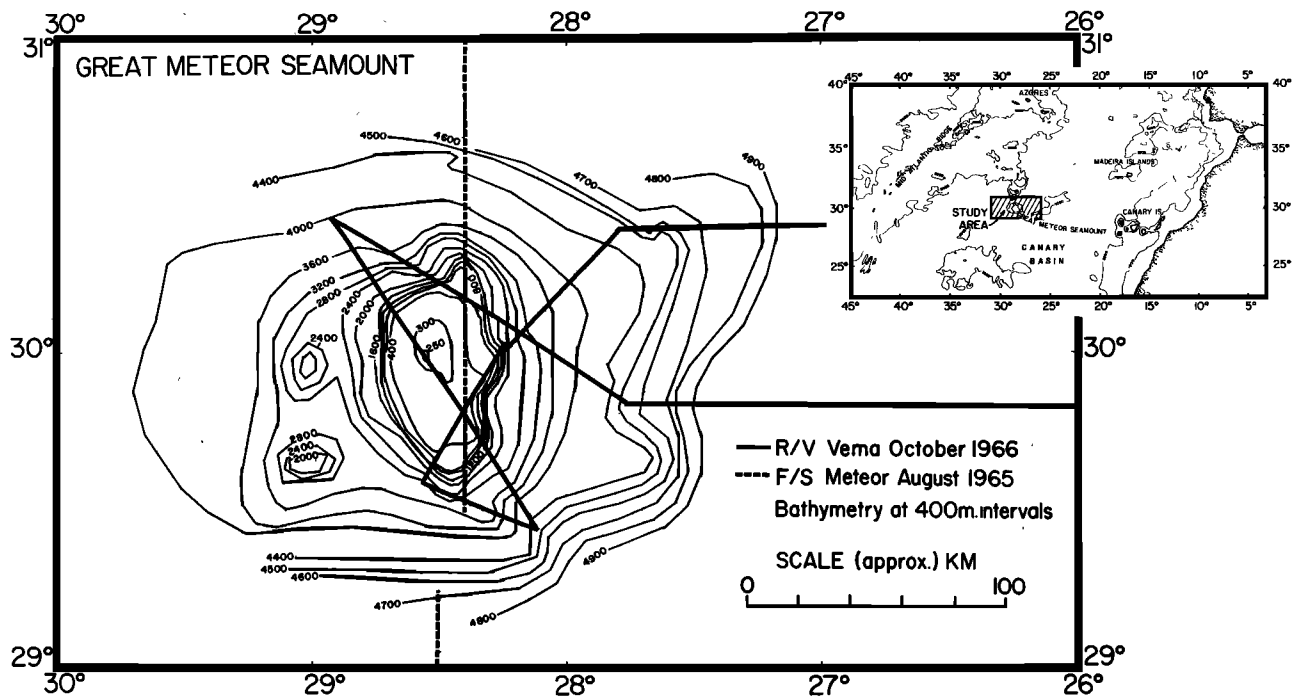 30° 29° 28° 27° 26°
31° 31°
GREAT METEOR SEAMOUNT
45° 40° 35° 30° 25° 20° 15° 10° 5°
40° 40°
AZORES
MID ATLANTIC RIDGE
35° 35°
MADEIRA ISLANDS
30° 30°
STUDY AREA
METEOR SEAMOUNT
CANARY IS.
CANARY BASIN
25° 25°
45° 40° 35° 30° 25° 20° 15° 10° 5°
4500
4600
4900
4400
4700
4800
4000
3600
3200
2800
2400
2000
1600
400
800
300
250
2400
30° 30°
2800
2400
2000
R/V Vema October 1966
F/S Meteor August 1965
Bathymetry at 400m. intervals
4400
4500
4600
4700
4800
4900
SCALE (approx.) KM
0 100
29° 29°
30° 29° 28° 27° 26°